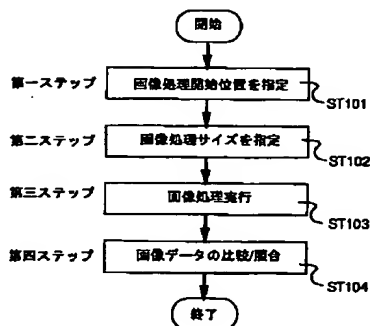 開始
第一ステップ
画像処理開始位置を指定
ST101
第二ステップ
画像処理サイズを指定
ST102
第三ステップ
画像処理実行
ST103
第四ステップ
画像データの比較/照合
ST104
終了